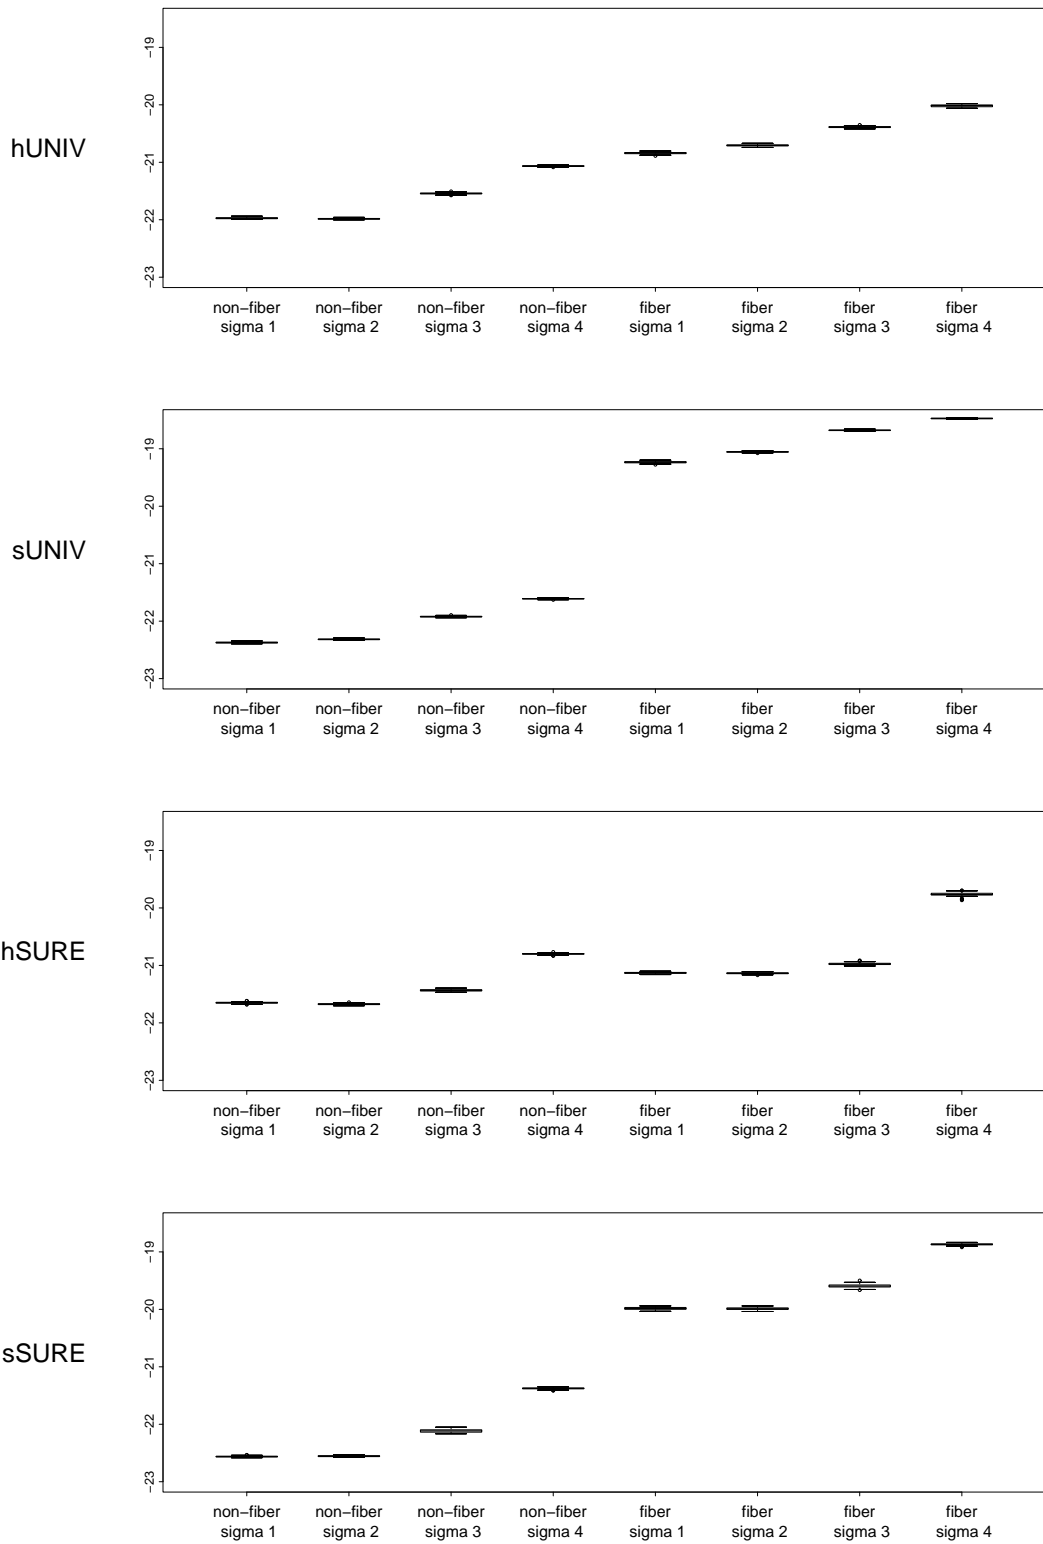 hUNIV
-19
-20
-21
-22
-23
non-fiber non-fiber non-fiber non-fiber fiber fiber fiber fiber
sigma 1 sigma 2 sigma 3 sigma 4 sigma 1 sigma 2 sigma 3 sigma 4
sUNIV
-19
-20
-21
-22
-23
non-fiber non-fiber non-fiber non-fiber fiber fiber fiber fiber
sigma 1 sigma 2 sigma 3 sigma 4 sigma 1 sigma 2 sigma 3 sigma 4
hSURE
-19
-20
-21
-22
-23
non-fiber non-fiber non-fiber non-fiber fiber fiber fiber fiber
sigma 1 sigma 2 sigma 3 sigma 4 sigma 1 sigma 2 sigma 3 sigma 4
sSURE
-19
-20
-21
-22
-23
non-fiber non-fiber non-fiber non-fiber fiber fiber fiber fiber
sigma 1 sigma 2 sigma 3 sigma 4 sigma 1 sigma 2 sigma 3 sigma 4